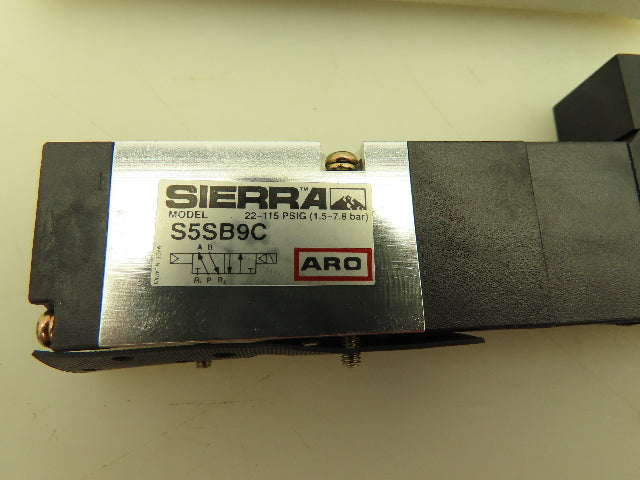 SIERRA™
MODEL 22-115 PSIG (1.5-7.8 bar)
S5SB9C
A B
ARO
R₁ P R₂